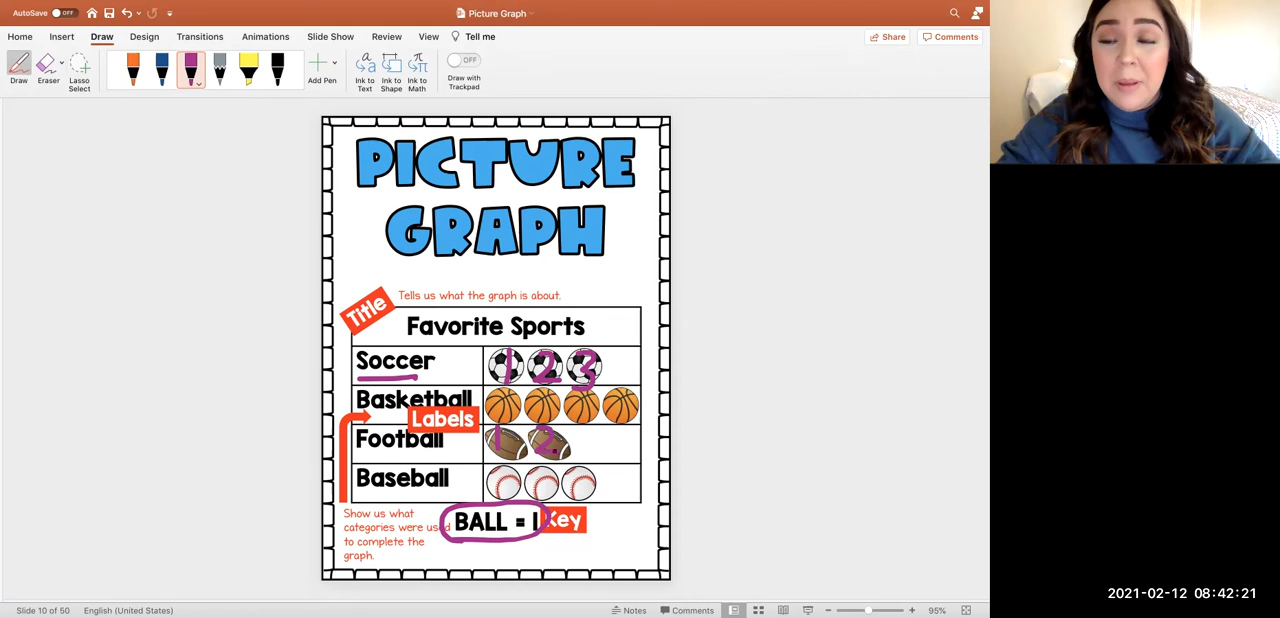 AutoSave OFF
Picture Graph
Home Insert Draw Design Transitions Animations Slide Show Review View Tell me
Share Comments
Draw Eraser Lasso Select
Add Pen
Ink to Text
Ink to Shape
Ink to Math
OFF
Draw with Trackpad
PICTURE
GRAPH
Title
Tells us what the graph is about.
Favorite Sports
Soccer 1 2 3
Basketball
Labels
Football 1 2
Baseball
Show us what
categories were used
to complete the
graph.
BALL = 1 Key
2021-02-12 08:42:21
Slide 10 of 50 English (United States) Notes Comments 95%